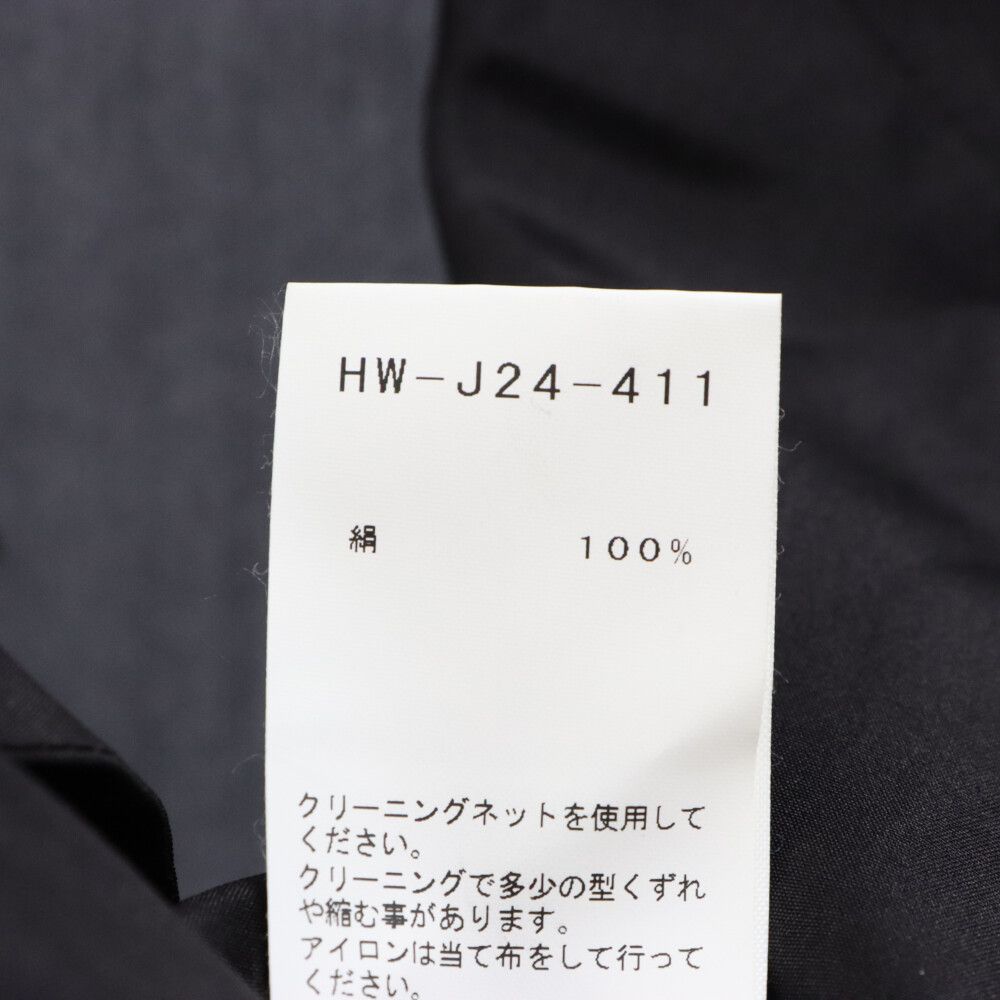 HW-J24-411
絹 100%
クリーニングネットを使用して
ください。
クリーニングで多少の型くずれ
や縮む事があります。
アイロンは当て布をして行って
ください。